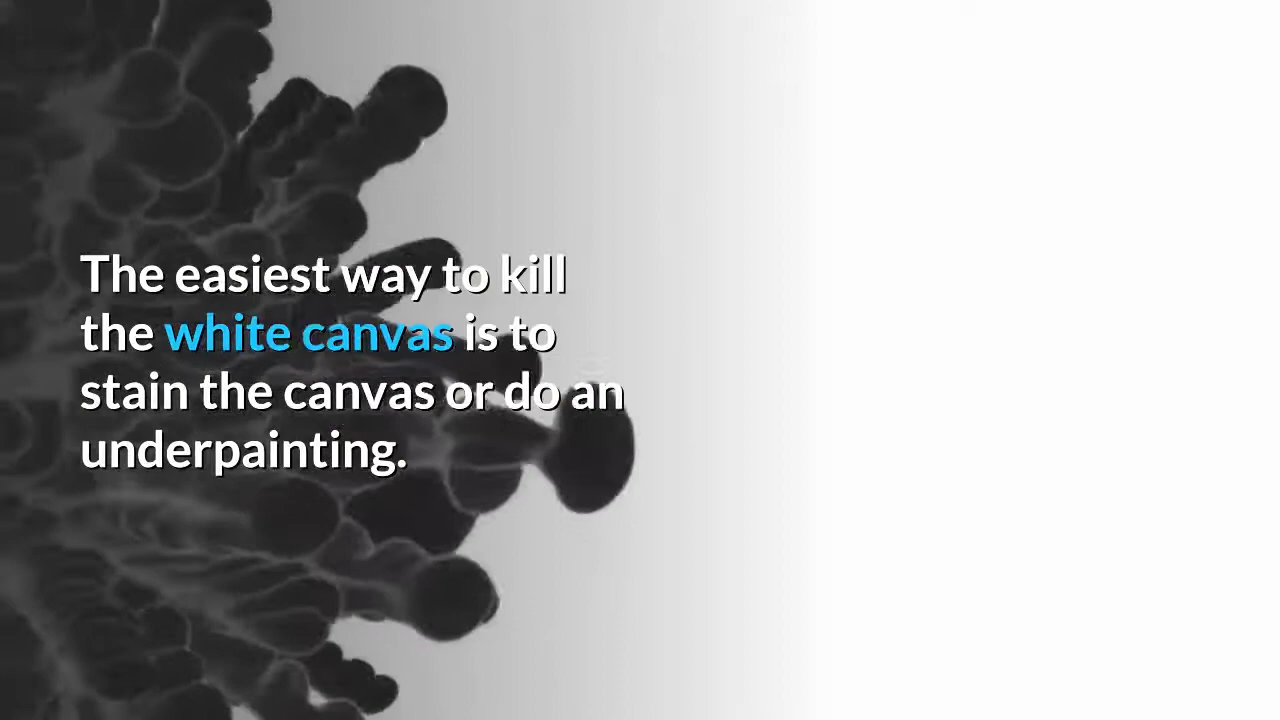 The easiest way to kill
the white canvas is to
stain the canvas or do an
underpainting.